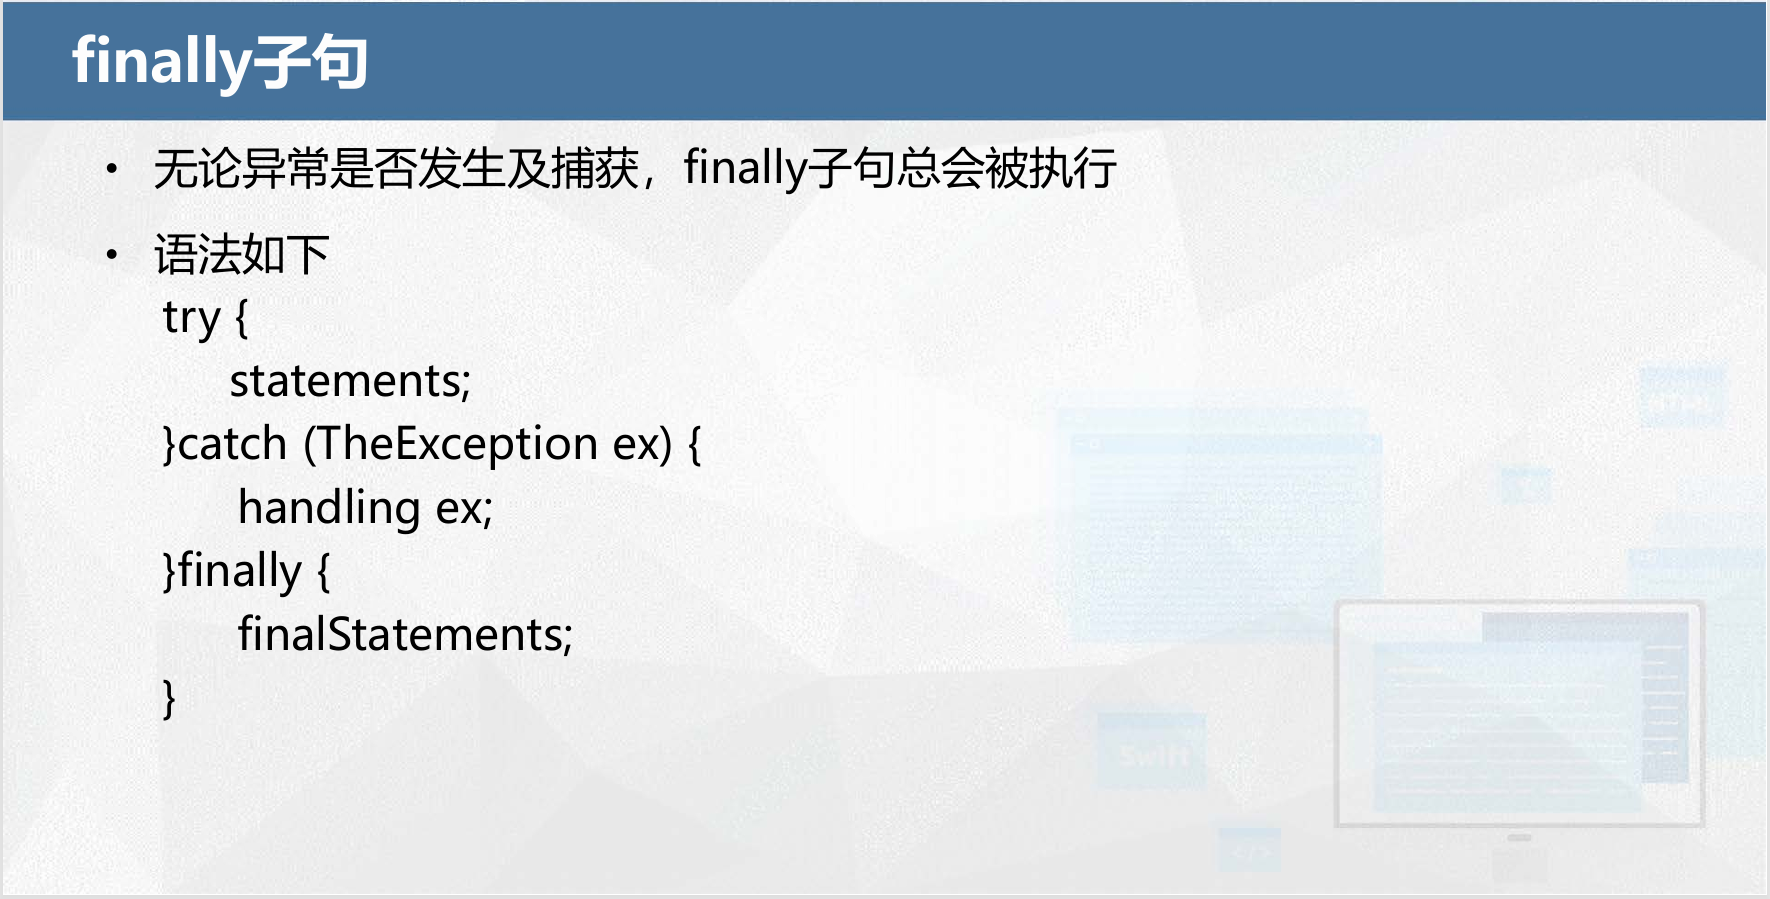 finally子句
• 无论异常是否发生及捕获，finally子句总会被执行
• 语法如下
try {
statements;
}catch (TheException ex) {
handling ex;
}finally {
finalStatements;
}
HTML
Swift
</>